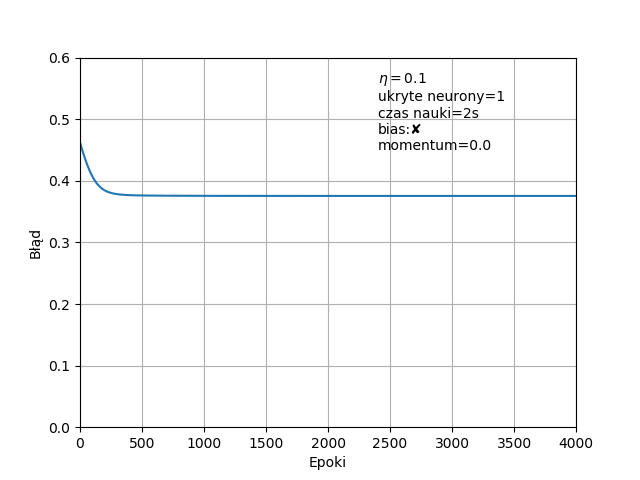 0.6
0.5
0.4
0.3
0.2
0.1
0.0
Błąd
η = 0.1
ukryte neurony=1
czas nauki=2s
bias:✘
momentum=0.0
0 500 1000 1500 2000 2500 3000 3500 4000
Epoki